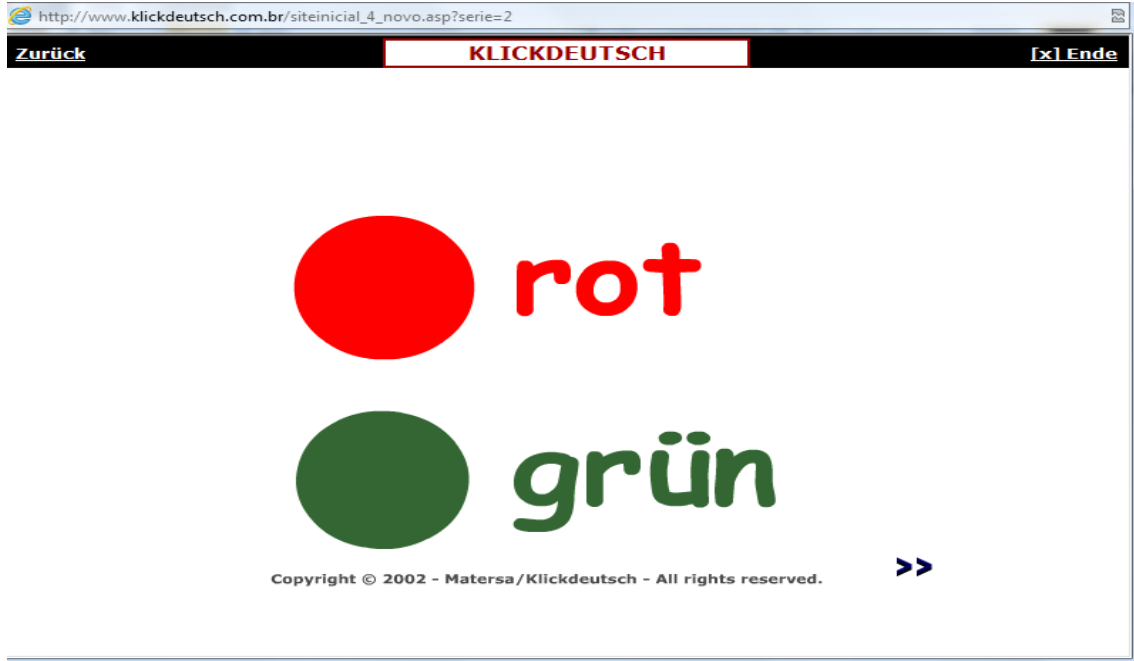 http://www.klickdeutsch.com.br/siteinicial_4_novo.asp?serie=2
Zurück KLICKDEUTSCH [x] Ende
rot
grün
>>
Copyright © 2002 - Matersa/Klickdeutsch - All rights reserved.